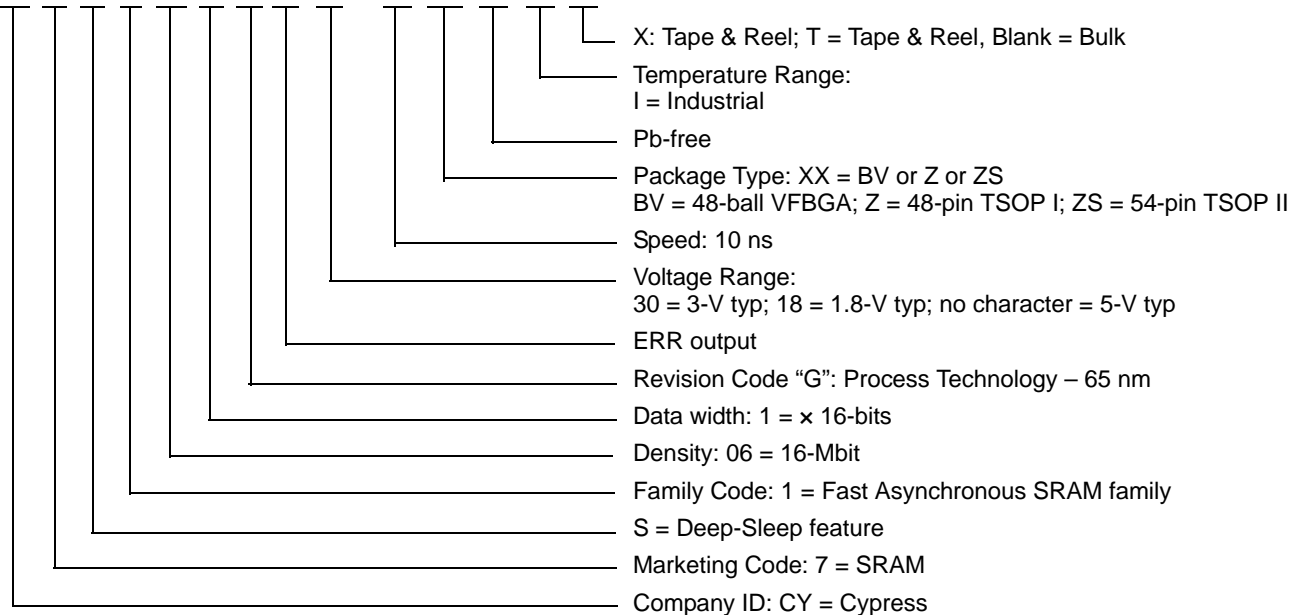 X: Tape & Reel; T = Tape & Reel, Blank = Bulk
Temperature Range:
I = Industrial
Pb-free
Package Type: XX = BV or Z or ZS
BV = 48-ball VFBGA; Z = 48-pin TSOP I; ZS = 54-pin TSOP II
Speed: 10 ns
Voltage Range:
30 = 3-V typ; 18 = 1.8-V typ; no character = 5-V typ
ERR output
Revision Code “G”: Process Technology – 65 nm
Data width: 1 = × 16-bits
Density: 06 = 16-Mbit
Family Code: 1 = Fast Asynchronous SRAM family
S = Deep-Sleep feature
Marketing Code: 7 = SRAM
Company ID: CY = Cypress